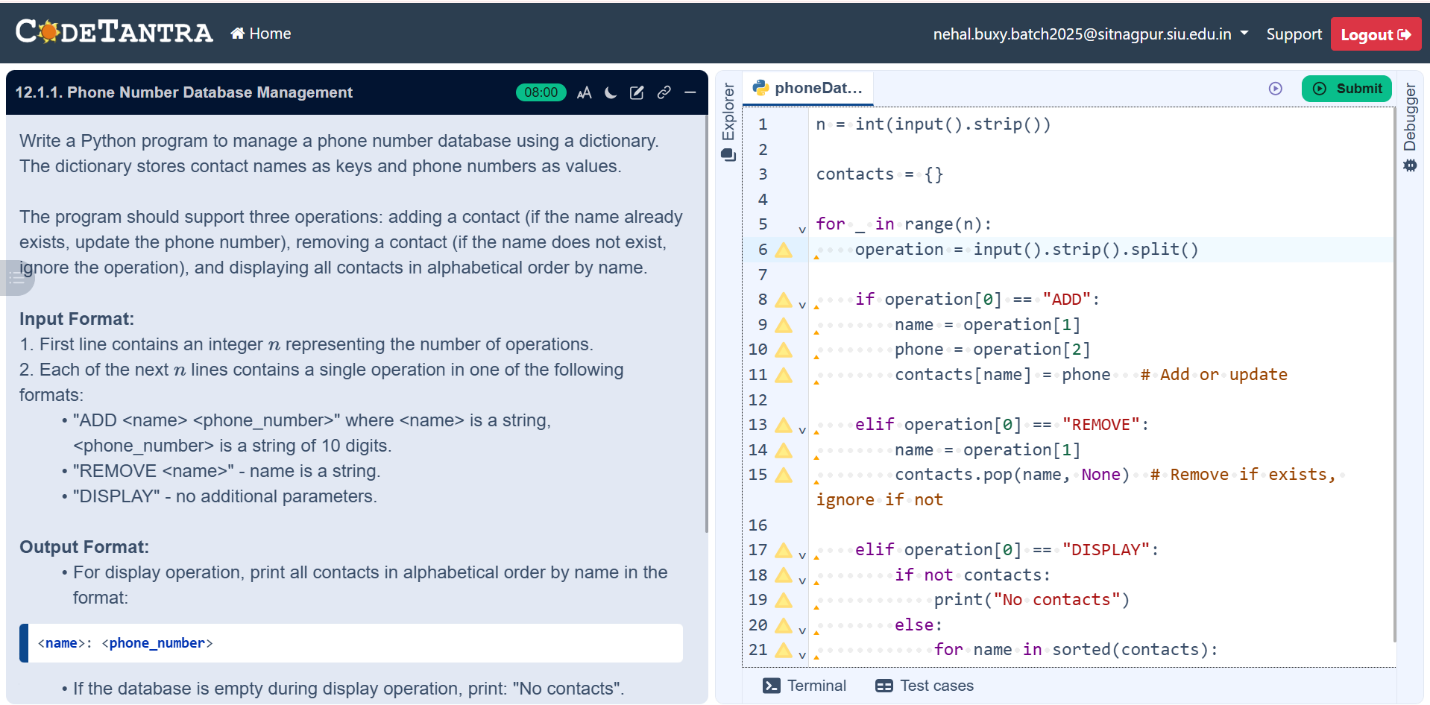 CODETANTRA Home nehal.buxy.batch2025@sitnagpur.siu.edu.in Support Logout
12.1.1. Phone Number Database Management 08:00 AA
Write a Python program to manage a phone number database using a dictionary.
The dictionary stores contact names as keys and phone numbers as values.
The program should support three operations: adding a contact (if the name already
exists, update the phone number), removing a contact (if the name does not exist,
ignore the operation), and displaying all contacts in alphabetical order by name.
Input Format:
1. First line contains an integer n representing the number of operations.
2. Each of the next n lines contains a single operation in one of the following
formats:
• "ADD <name> <phone_number>" where <name> is a string,
<phone_number> is a string of 10 digits.
• "REMOVE <name>" - name is a string.
• "DISPLAY" - no additional parameters.
Output Format:
• For display operation, print all contacts in alphabetical order by name in the
format:
<name>: <phone_number>
• If the database is empty during display operation, print: "No contacts".
Explorer
phoneDat...
Submit
1 n = int(input().strip())
2
3 contacts = {}
4
5 for _ in range(n):
6     operation = input().strip().split()
7
8     if operation[0] == "ADD":
9         name = operation[1]
10         phone = operation[2]
11         contacts[name] = phone   # Add or update
12
13     elif operation[0] == "REMOVE":
14         name = operation[1]
15         contacts.pop(name, None)  # Remove if exists,
ignore if not
16
17     elif operation[0] == "DISPLAY":
18         if not contacts:
19             print("No contacts")
20         else:
21             for name in sorted(contacts):
Terminal Test cases
Debugger